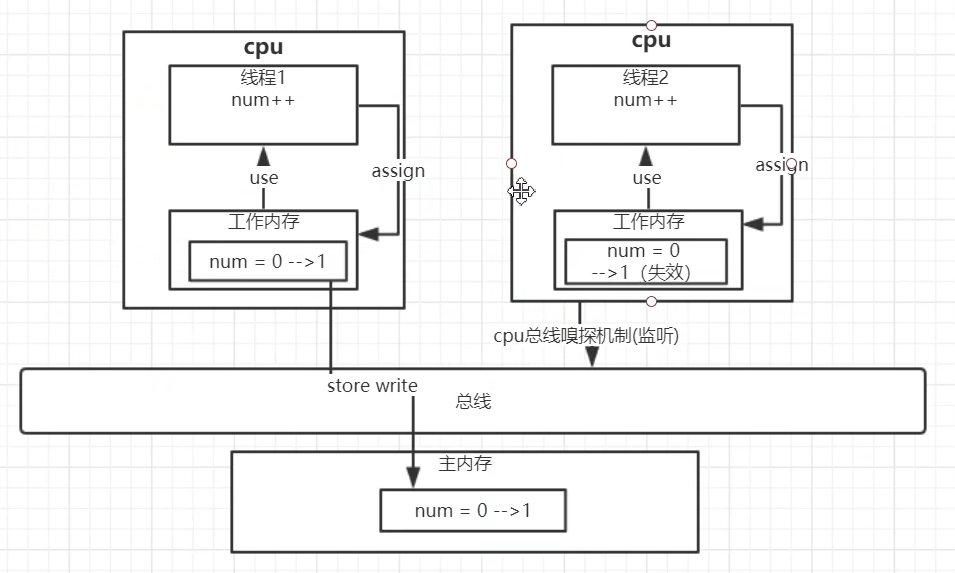 cpu
线程1
num++
use
assign
工作内存
num = 0 -->1
cpu
线程2
num++
use
assign
工作内存
num = 0
-->1（失效）
cpu总线嗅探机制(监听)
store write
总线
主内存
num = 0 -->1